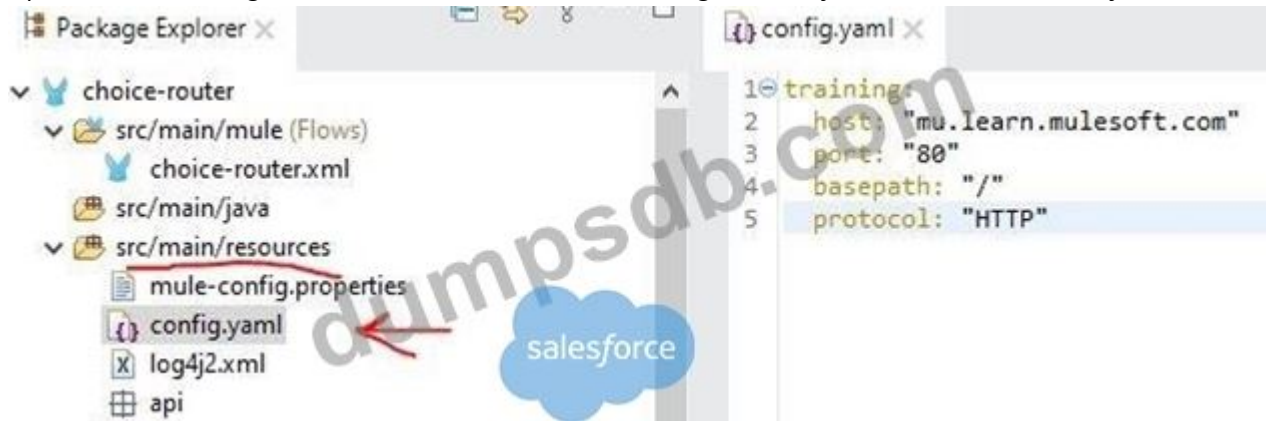 Package Explorer
choice-router
src/main/mule (Flows)
choice-router.xml
src/main/java
src/main/resources
mule-config.properties
config.yaml
log4j2.xml
api
config.yaml
1 training:
2 host: "mu.learn.mulesoft.com"
3 port: "80"
4 basepath: "/"
5 protocol: "HTTP"
dumpsdb.com
salesforce